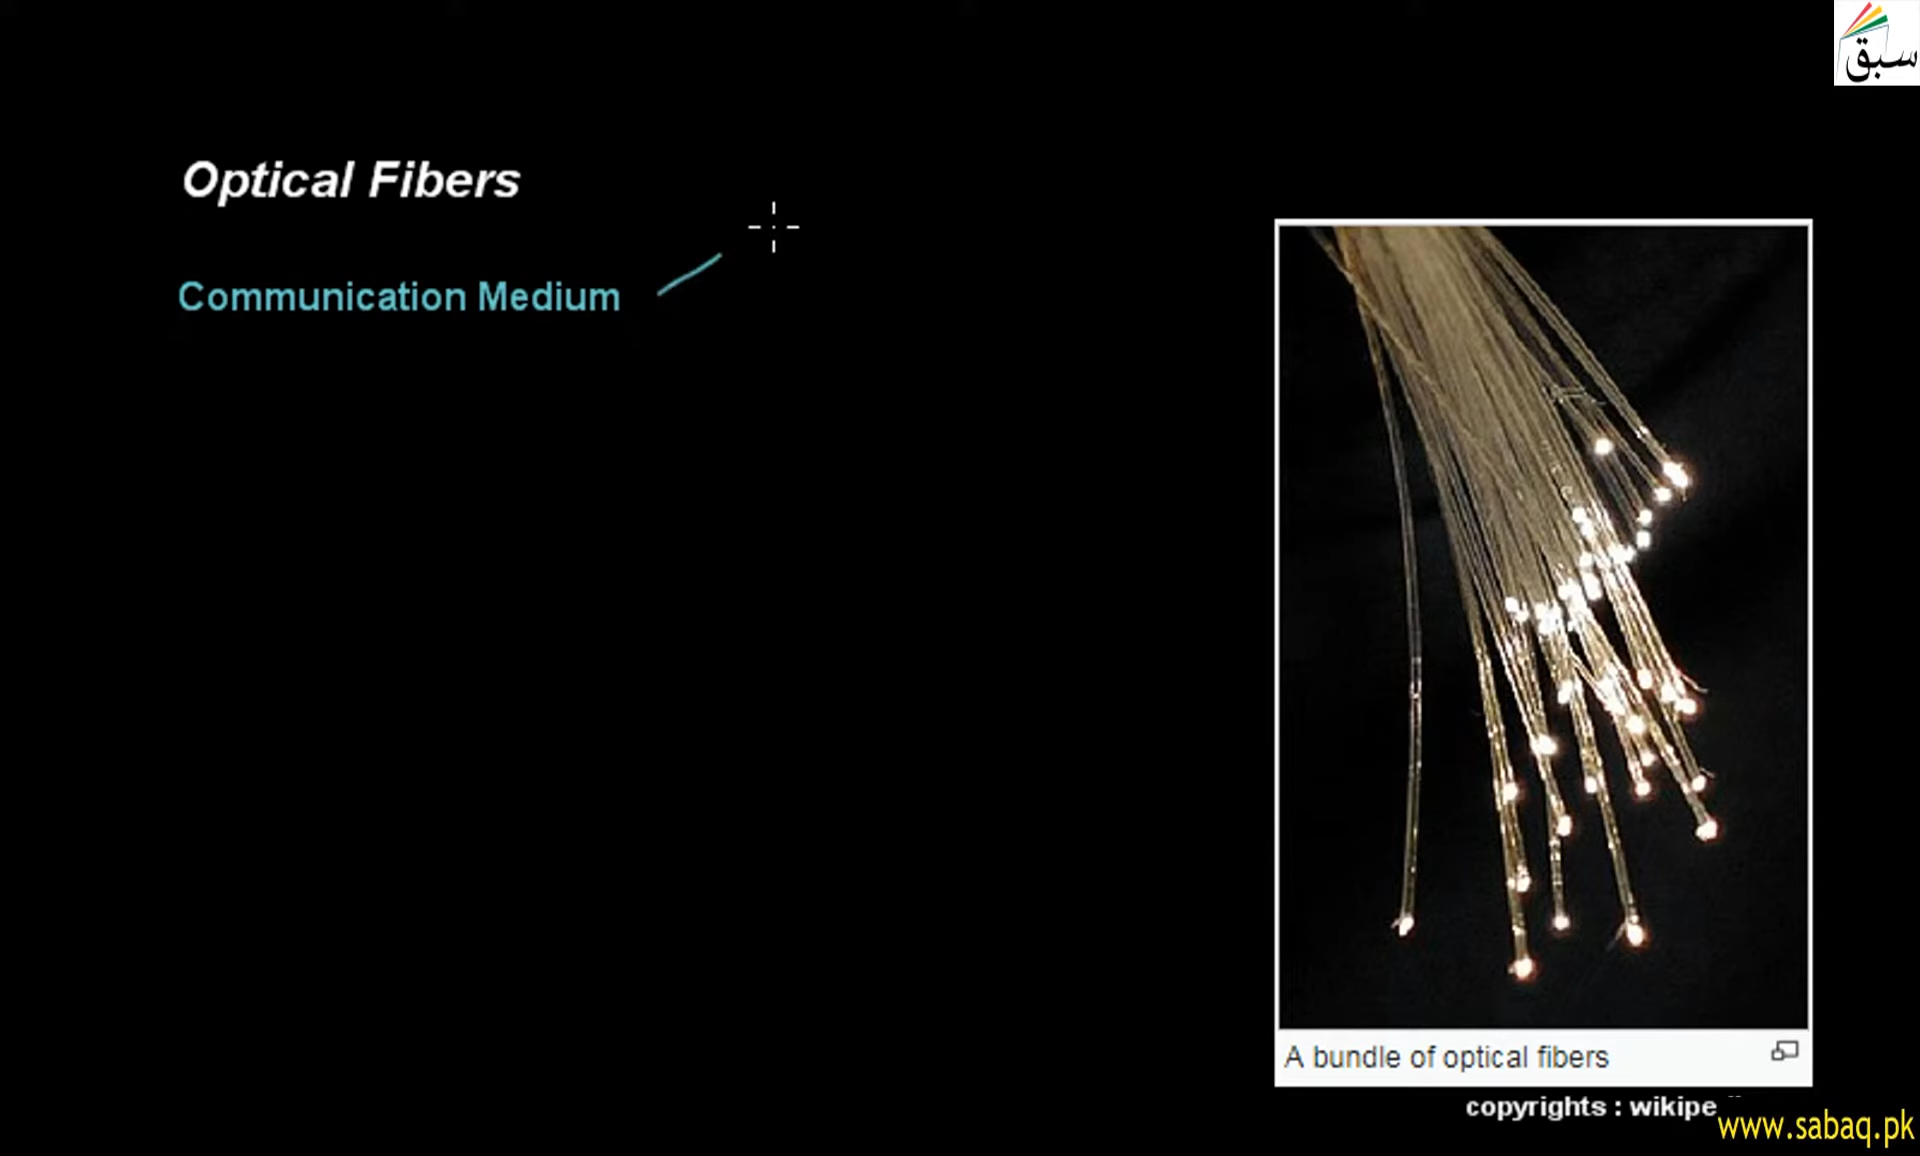 سبق
Optical Fibers
Communication Medium
A bundle of optical fibers
copyrights : wikipe
www.sabaq.pk